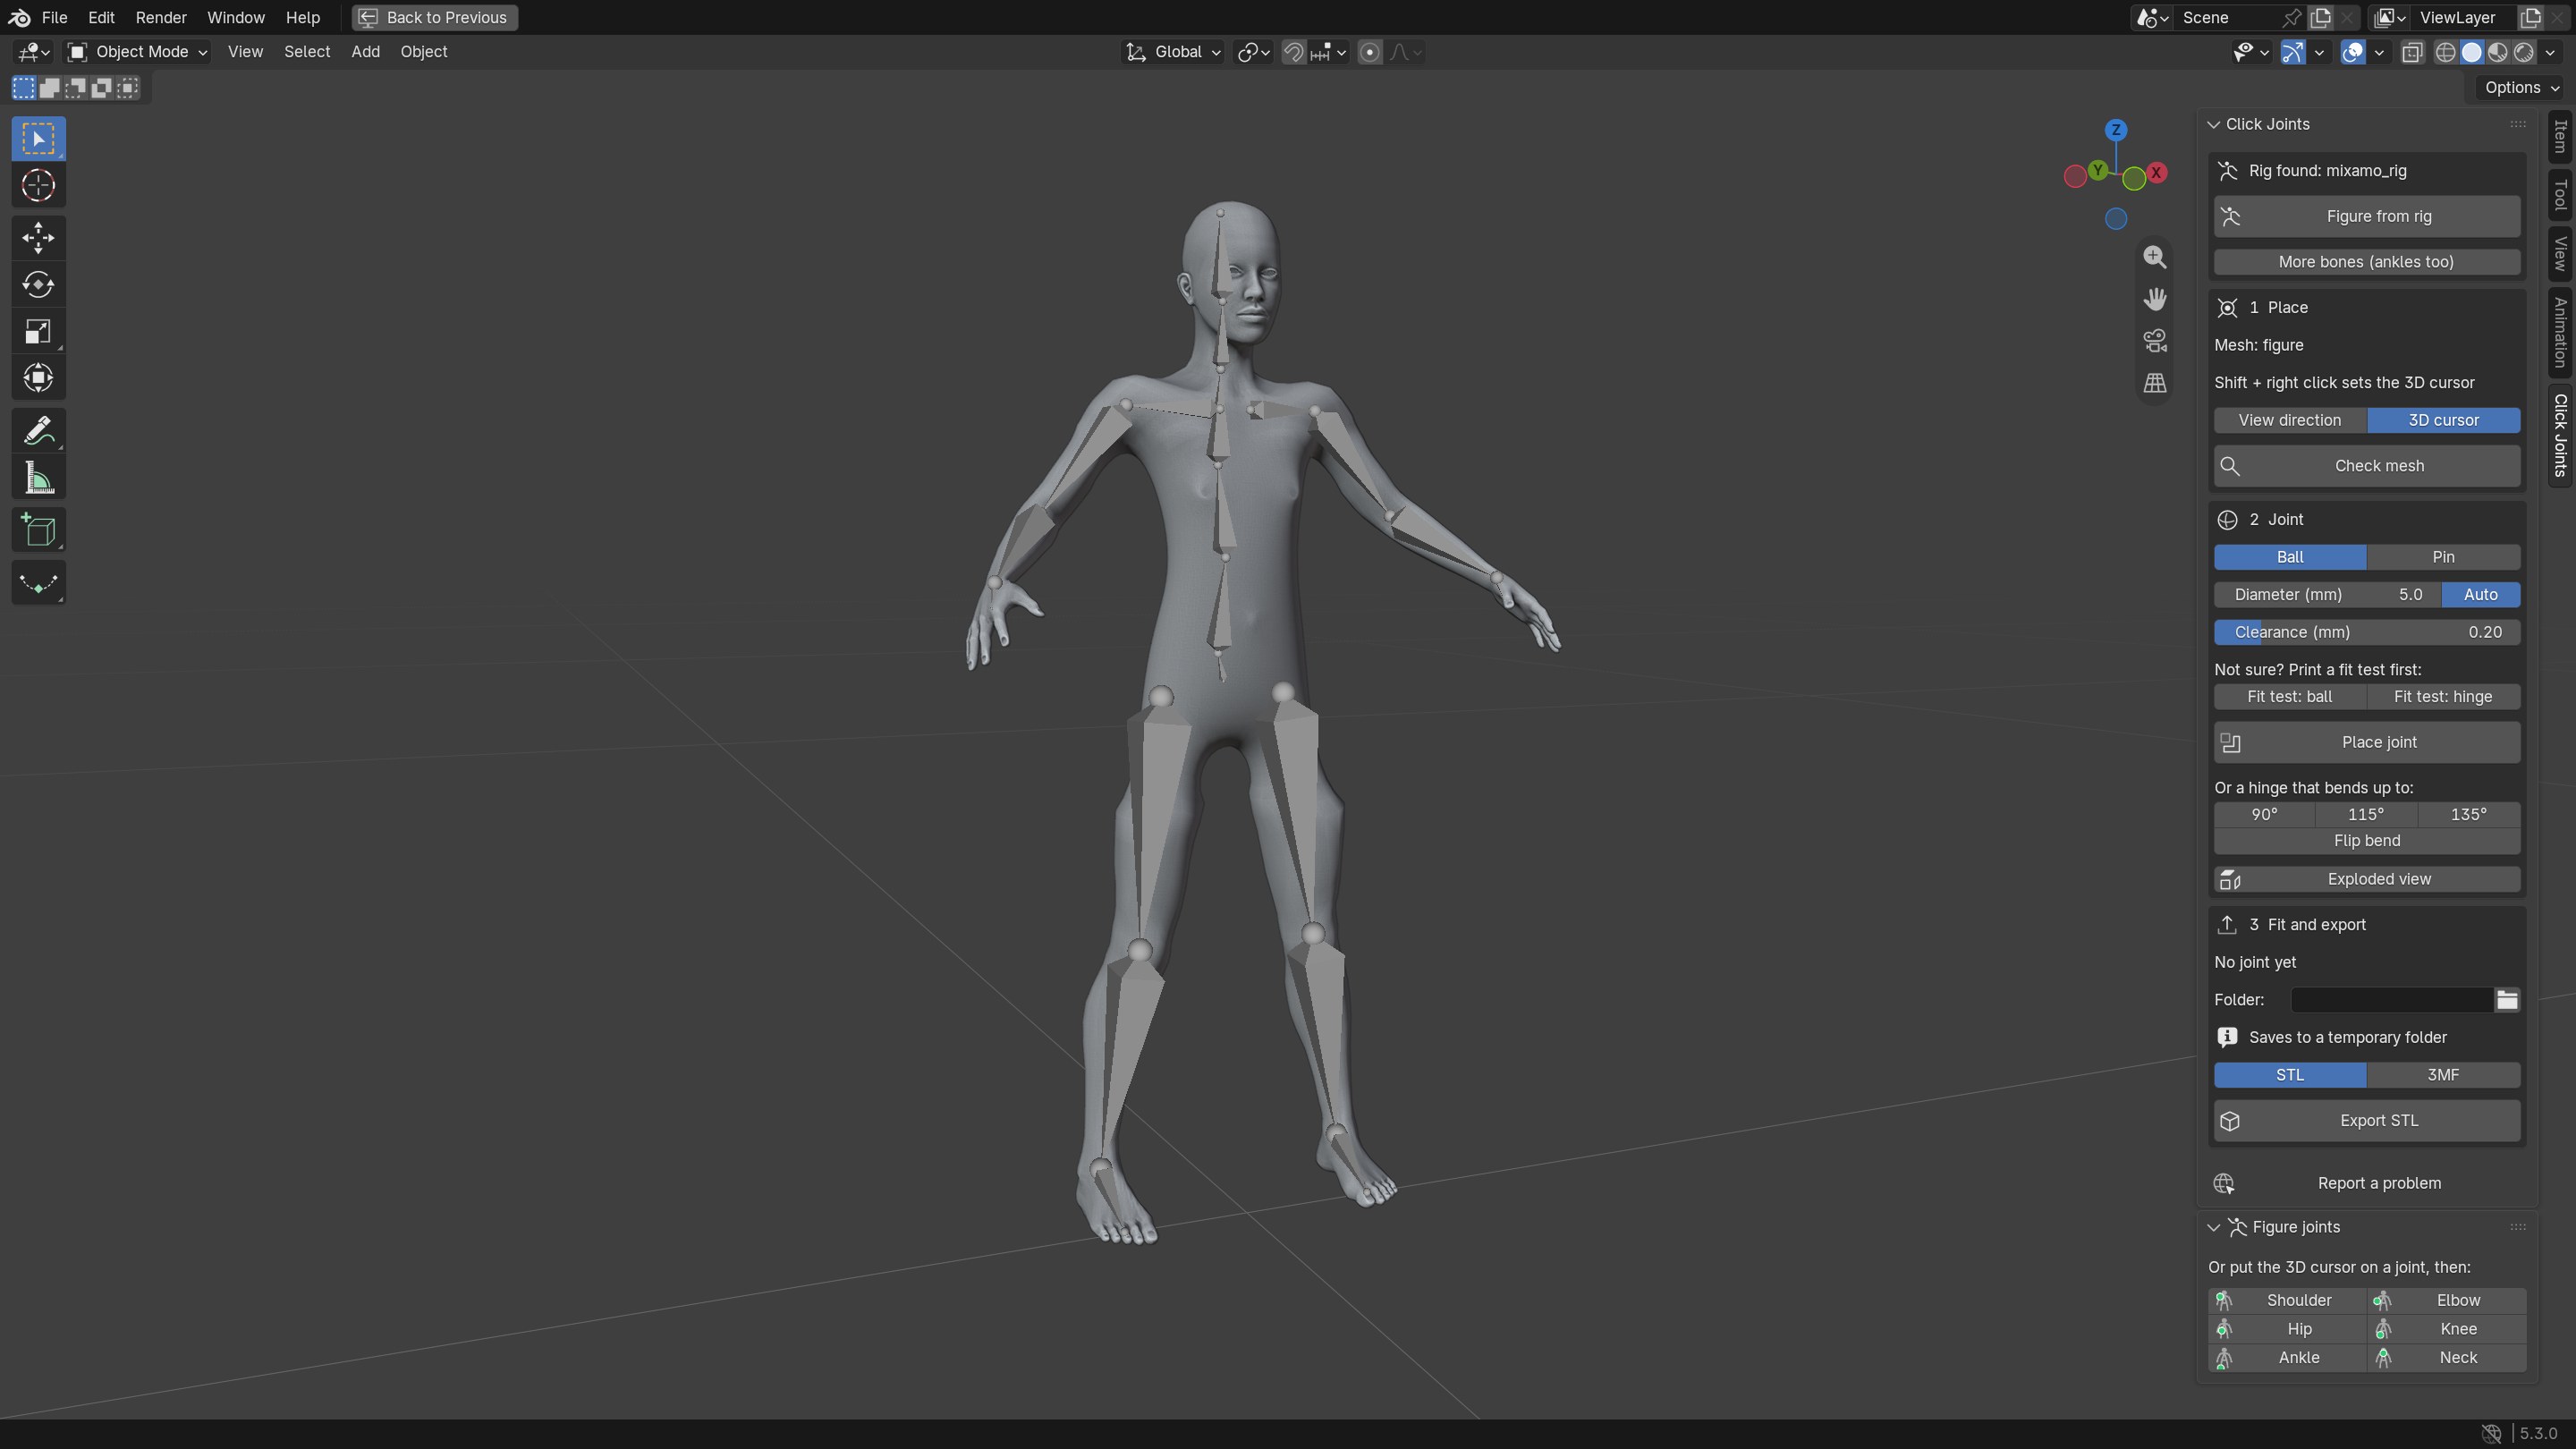 File Edit Render Window Help Back to Previous Scene ViewLayer
Object Mode View Select Add Object Global
Options
Z
Y X
Item
Tool
View
Animation
Click Joints
Click Joints
Rig found: mixamo_rig
Figure from rig
More bones (ankles too)
1 Place
Mesh: figure
Shift + right click sets the 3D cursor
View direction 3D cursor
Check mesh
2 Joint
Ball Pin
Diameter (mm) 5.0 Auto
Clearance (mm) 0.20
Not sure? Print a fit test first:
Fit test: ball Fit test: hinge
Place joint
Or a hinge that bends up to:
90° 115° 135°
Flip bend
Exploded view
3 Fit and export
No joint yet
Folder:
Saves to a temporary folder
STL 3MF
Export STL
Report a problem
Figure joints
Or put the 3D cursor on a joint, then:
Shoulder Elbow
Hip Knee
Ankle Neck
5.3.0